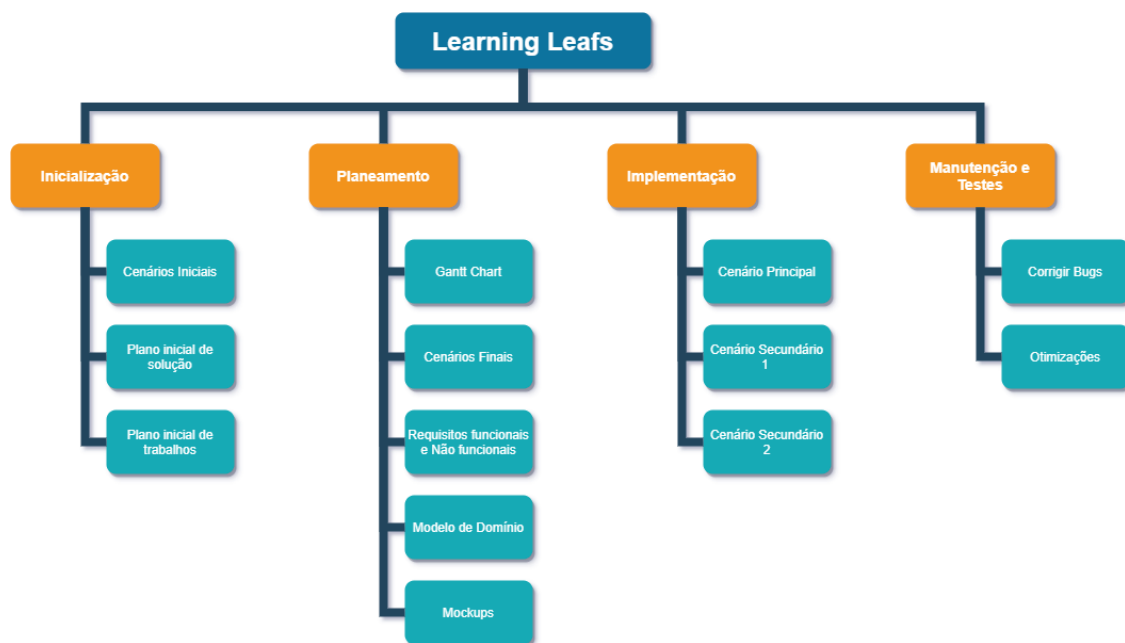 Learning Leafs
Inicialização
Cenários Iniciais
Plano inicial de
solução
Plano inicial de
trabalhos
Planeamento
Gantt Chart
Cenários Finais
Requisitos funcionais
e Não funcionais
Modelo de Domínio
Mockups
Implementação
Cenário Principal
Cenário Secundário
1
Cenário Secundário
2
Manutenção e
Testes
Corrigir Bugs
Otimizações